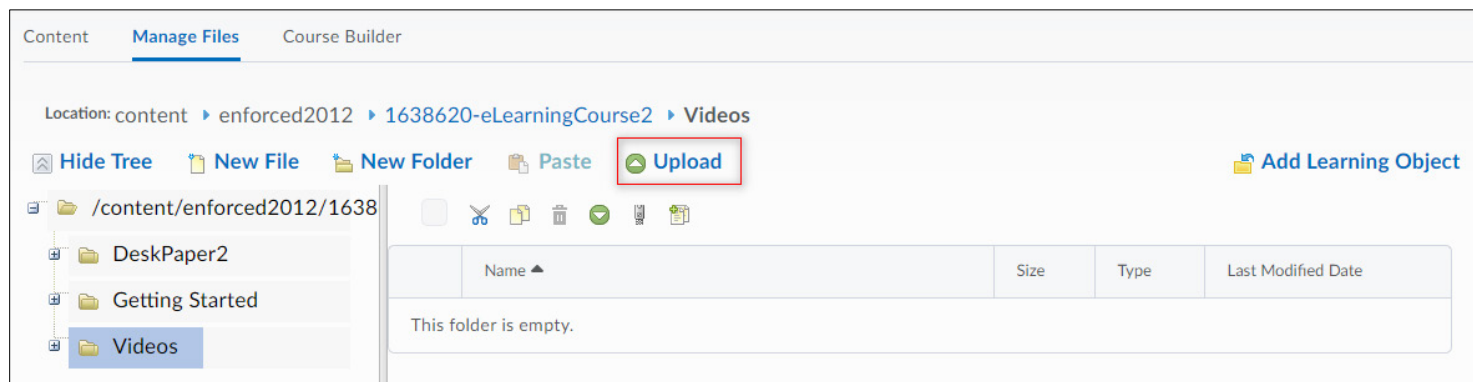 Content Manage Files Course Builder
Location: content enforced2012 1638620-eLearningCourse2 Videos
Hide Tree New File New Folder Paste Upload Add Learning Object
/content/enforced2012/1638
DeskPaper2
Getting Started
Videos
Name Size Type Last Modified Date
This folder is empty.